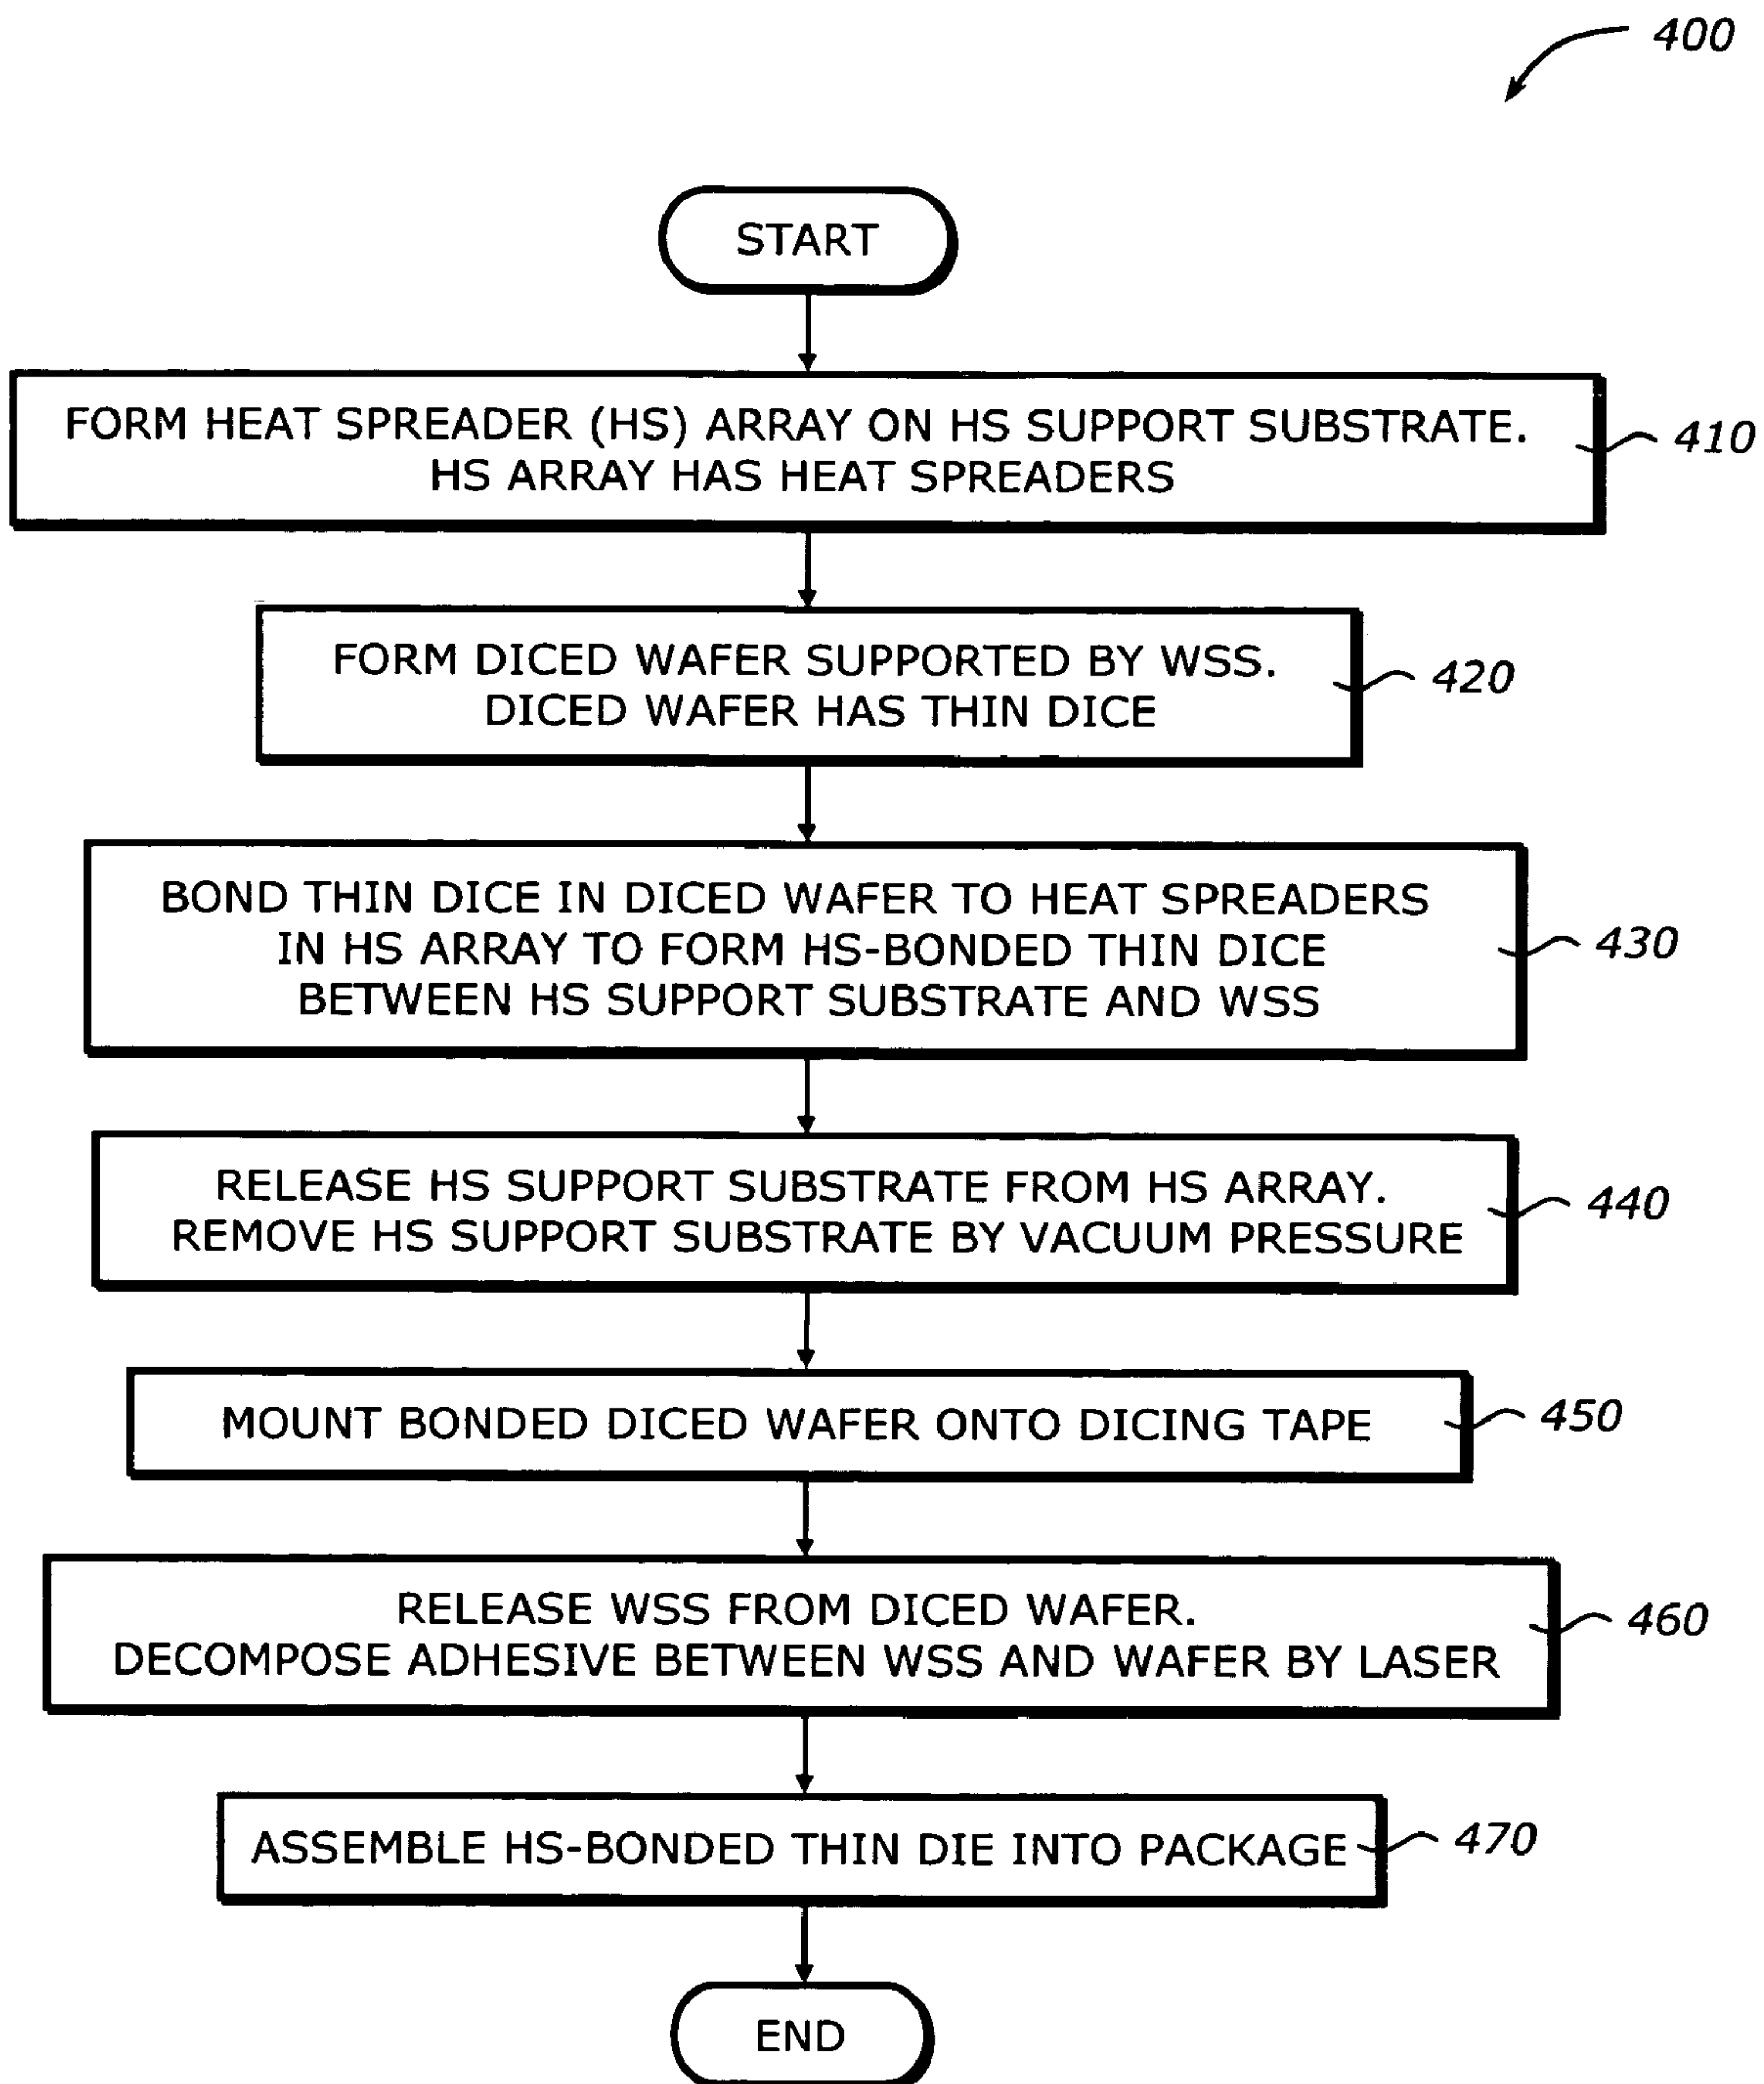 400
START
FORM HEAT SPREADER (HS) ARRAY ON HS SUPPORT SUBSTRATE.
HS ARRAY HAS HEAT SPREADERS
410
FORM DICED WAFER SUPPORTED BY WSS.
DICED WAFER HAS THIN DICE
420
BOND THIN DICE IN DICED WAFER TO HEAT SPREADERS
IN HS ARRAY TO FORM HS-BONDED THIN DICE
BETWEEN HS SUPPORT SUBSTRATE AND WSS
430
RELEASE HS SUPPORT SUBSTRATE FROM HS ARRAY.
REMOVE HS SUPPORT SUBSTRATE BY VACUUM PRESSURE
440
MOUNT BONDED DICED WAFER ONTO DICING TAPE
450
RELEASE WSS FROM DICED WAFER.
DECOMPOSE ADHESIVE BETWEEN WSS AND WAFER BY LASER
460
ASSEMBLE HS-BONDED THIN DIE INTO PACKAGE
470
END